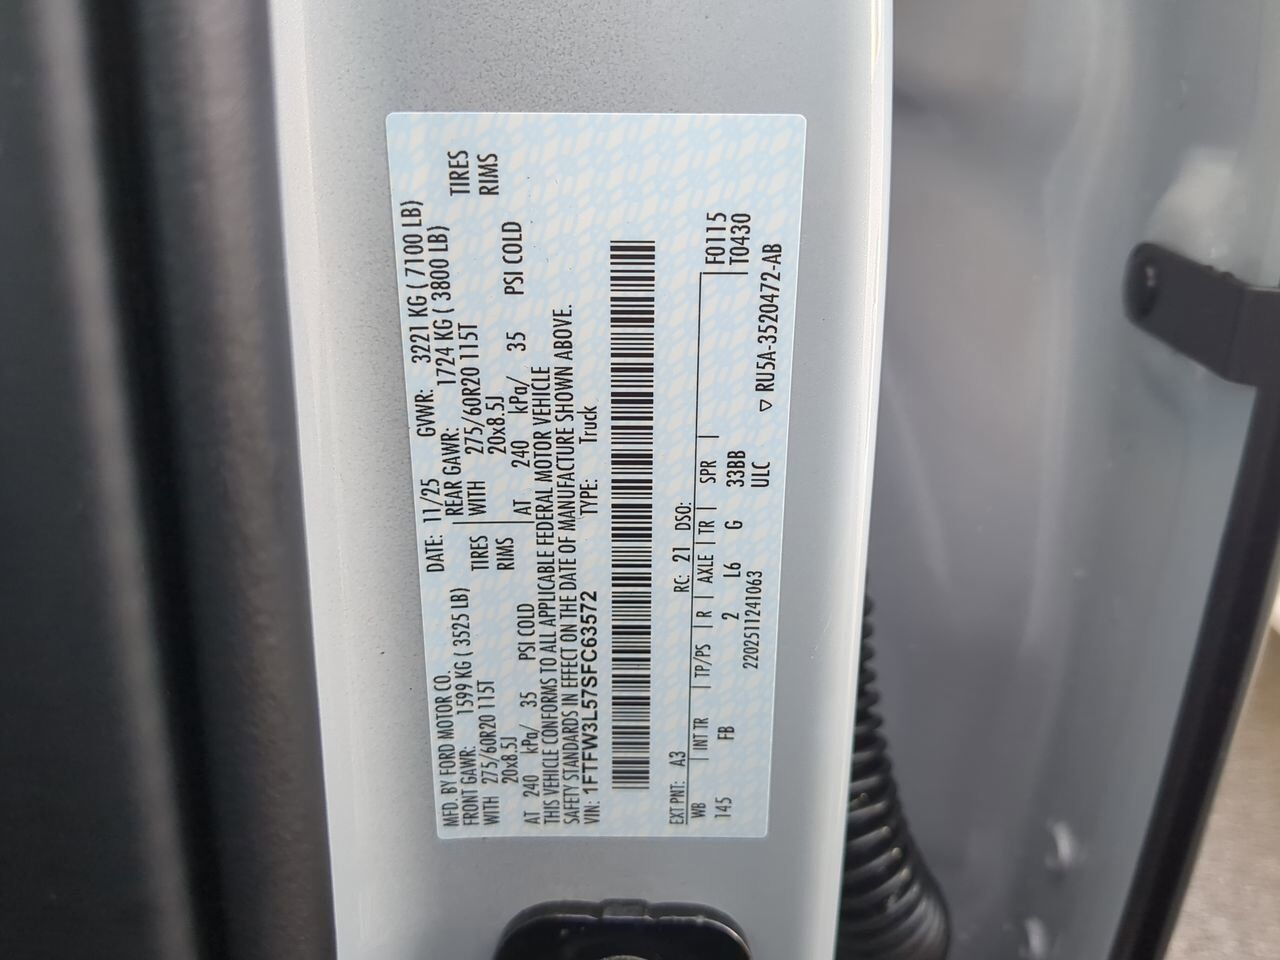 MFD. BY FORD MOTOR CO.
DATE: 11/25 GVWR: 3221 KG ( 7100 LB)
FRONT GAWR: 1599 KG ( 3525 LB)
REAR GAWR: 1724 KG ( 3800 LB)
WITH 275/60R20 115T TIRES
WITH 275/60R20 115T TIRES
20x8.5J RIMS
20x8.5J RIMS
AT 240 kPa/ 35 PSI COLD
AT 240 kPa/ 35 PSI COLD
THIS VEHICLE CONFORMS TO ALL APPLICABLE FEDERAL MOTOR VEHICLE
SAFETY STANDARDS IN EFFECT ON THE DATE OF MANUFACTURE SHOWN ABOVE.
VIN: 1FTFW3L57SFC63572 TYPE: Truck
EXT PNT: A3 RC: 21 DSO:
WB INT TR TP/PS R AXLE TR SPR F0115
145 FB 2 L6 G 33BB T0430
2202511241063 ULC ▽ RU5A-3520472-AB